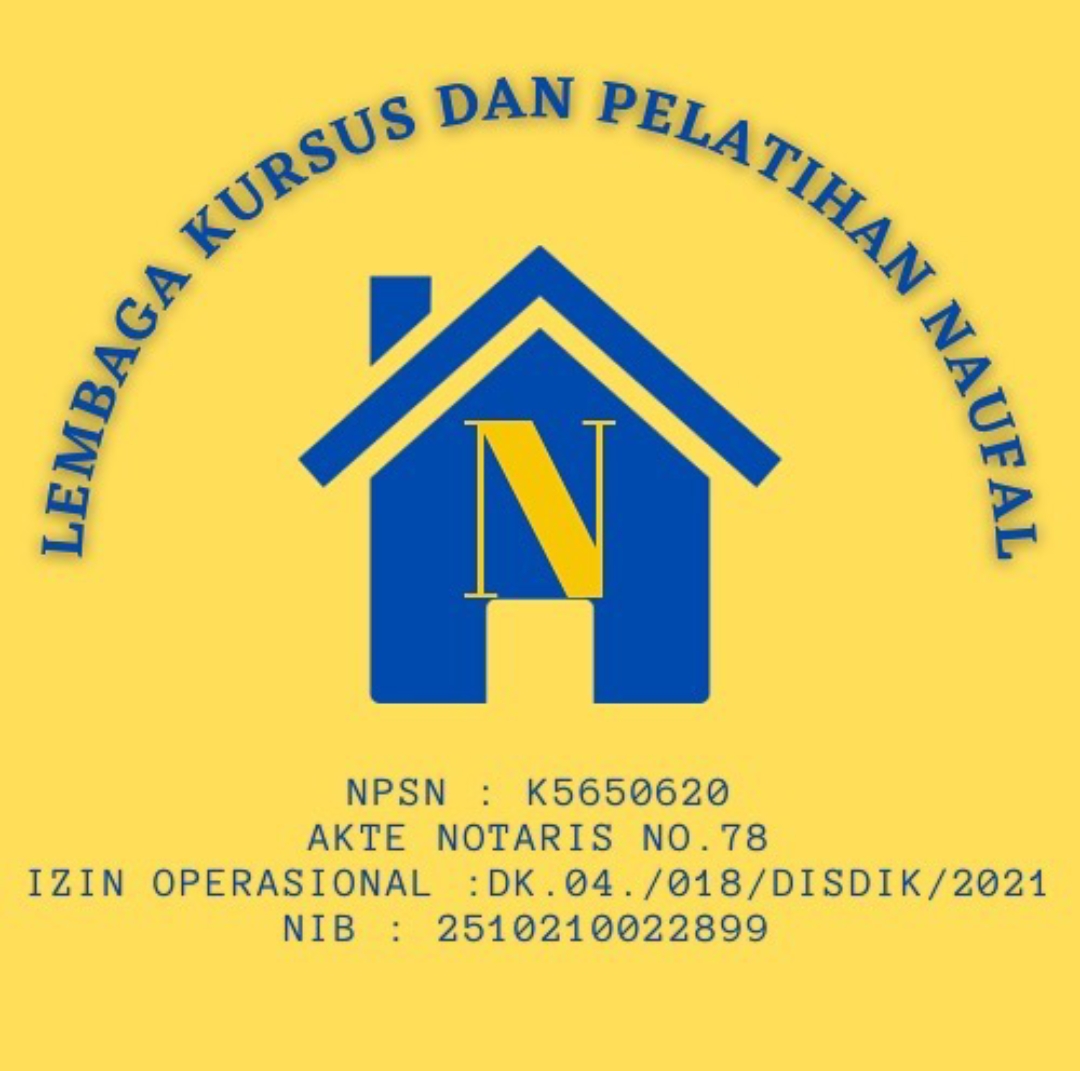 LEMBAGA KURSUS DAN PELATIHAN NAUFAL
N
NPSN : K5650620
AKTE NOTARIS NO.78
IZIN OPERASIONAL :DK.04./018/DISDIK/2021
NIB : 2510210022899